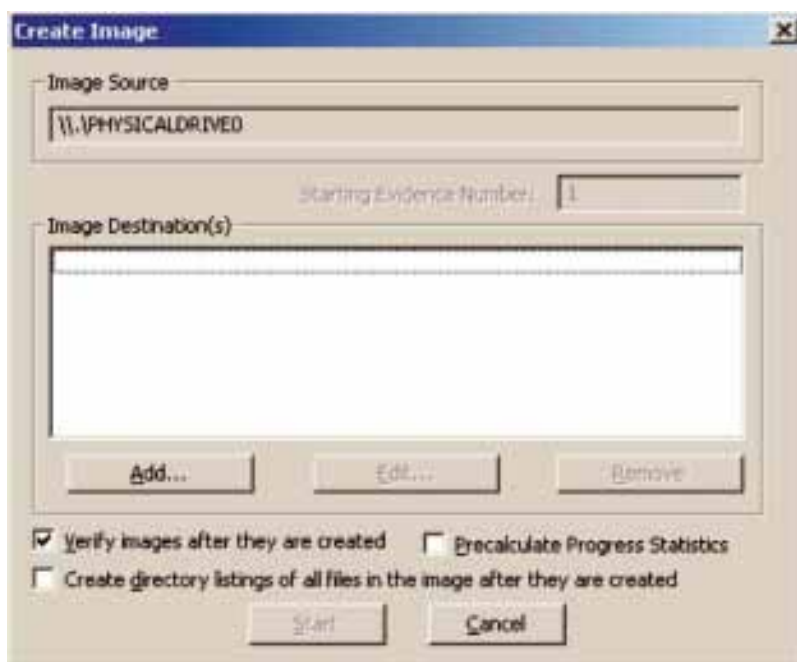 Create Image
Image Source
\\.\PHYSICALDRIVE0
Starting Evidence Number: 1
Image Destination(s)
Add... Edit... Remove
Verify images after they are created Precalculate Progress Statistics
Create directory listings of all files in the image after they are created
Start Cancel